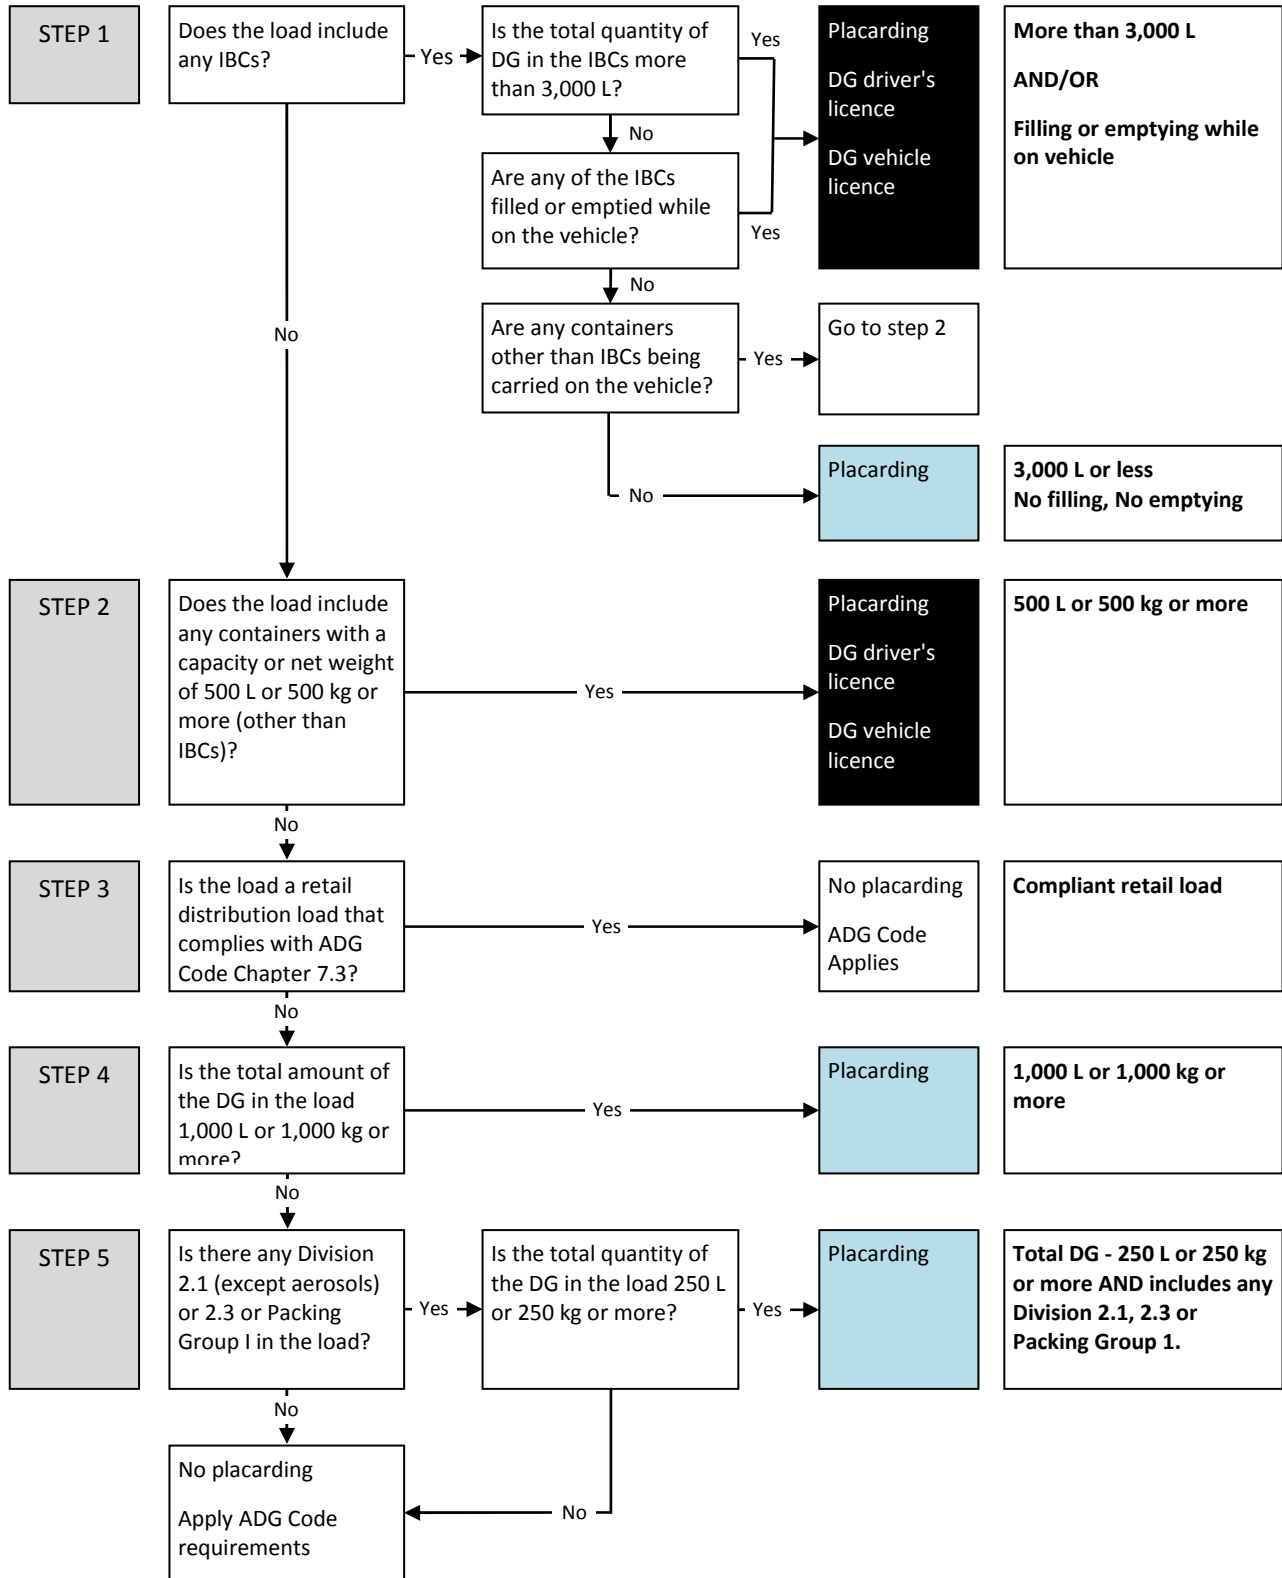 STEP 1
Does the load include
any IBCs?
Yes
Is the total quantity of
DG in the IBCs more
than 3,000 L?
Yes
Placarding
DG driver's
licence
DG vehicle
licence
More than 3,000 L
AND/OR
Filling or emptying while
on vehicle
No
Are any of the IBCs
filled or emptied while
on the vehicle?
Yes
No
No
Are any containers
other than IBCs being
carried on the vehicle?
Yes
Go to step 2
No
Placarding
3,000 L or less
No filling, No emptying
STEP 2
Does the load include
any containers with a
capacity or net weight
of 500 L or 500 kg or
more (other than
IBCs)?
Yes
Placarding
DG driver's
licence
DG vehicle
licence
500 L or 500 kg or more
No
STEP 3
Is the load a retail
distribution load that
complies with ADG
Code Chapter 7.3?
Yes
No placarding
ADG Code
Applies
Compliant retail load
No
STEP 4
Is the total amount of
the DG in the load
1,000 L or 1,000 kg or
more?
Yes
Placarding
1,000 L or 1,000 kg or
more
No
STEP 5
Is there any Division
2.1 (except aerosols)
or 2.3 or Packing
Group I in the load?
Yes
Is the total quantity of
the DG in the load 250 L
or 250 kg or more?
Yes
Placarding
Total DG - 250 L or 250 kg
or more AND includes any
Division 2.1, 2.3 or
Packing Group 1.
No
No placarding
Apply ADG Code
requirements
No